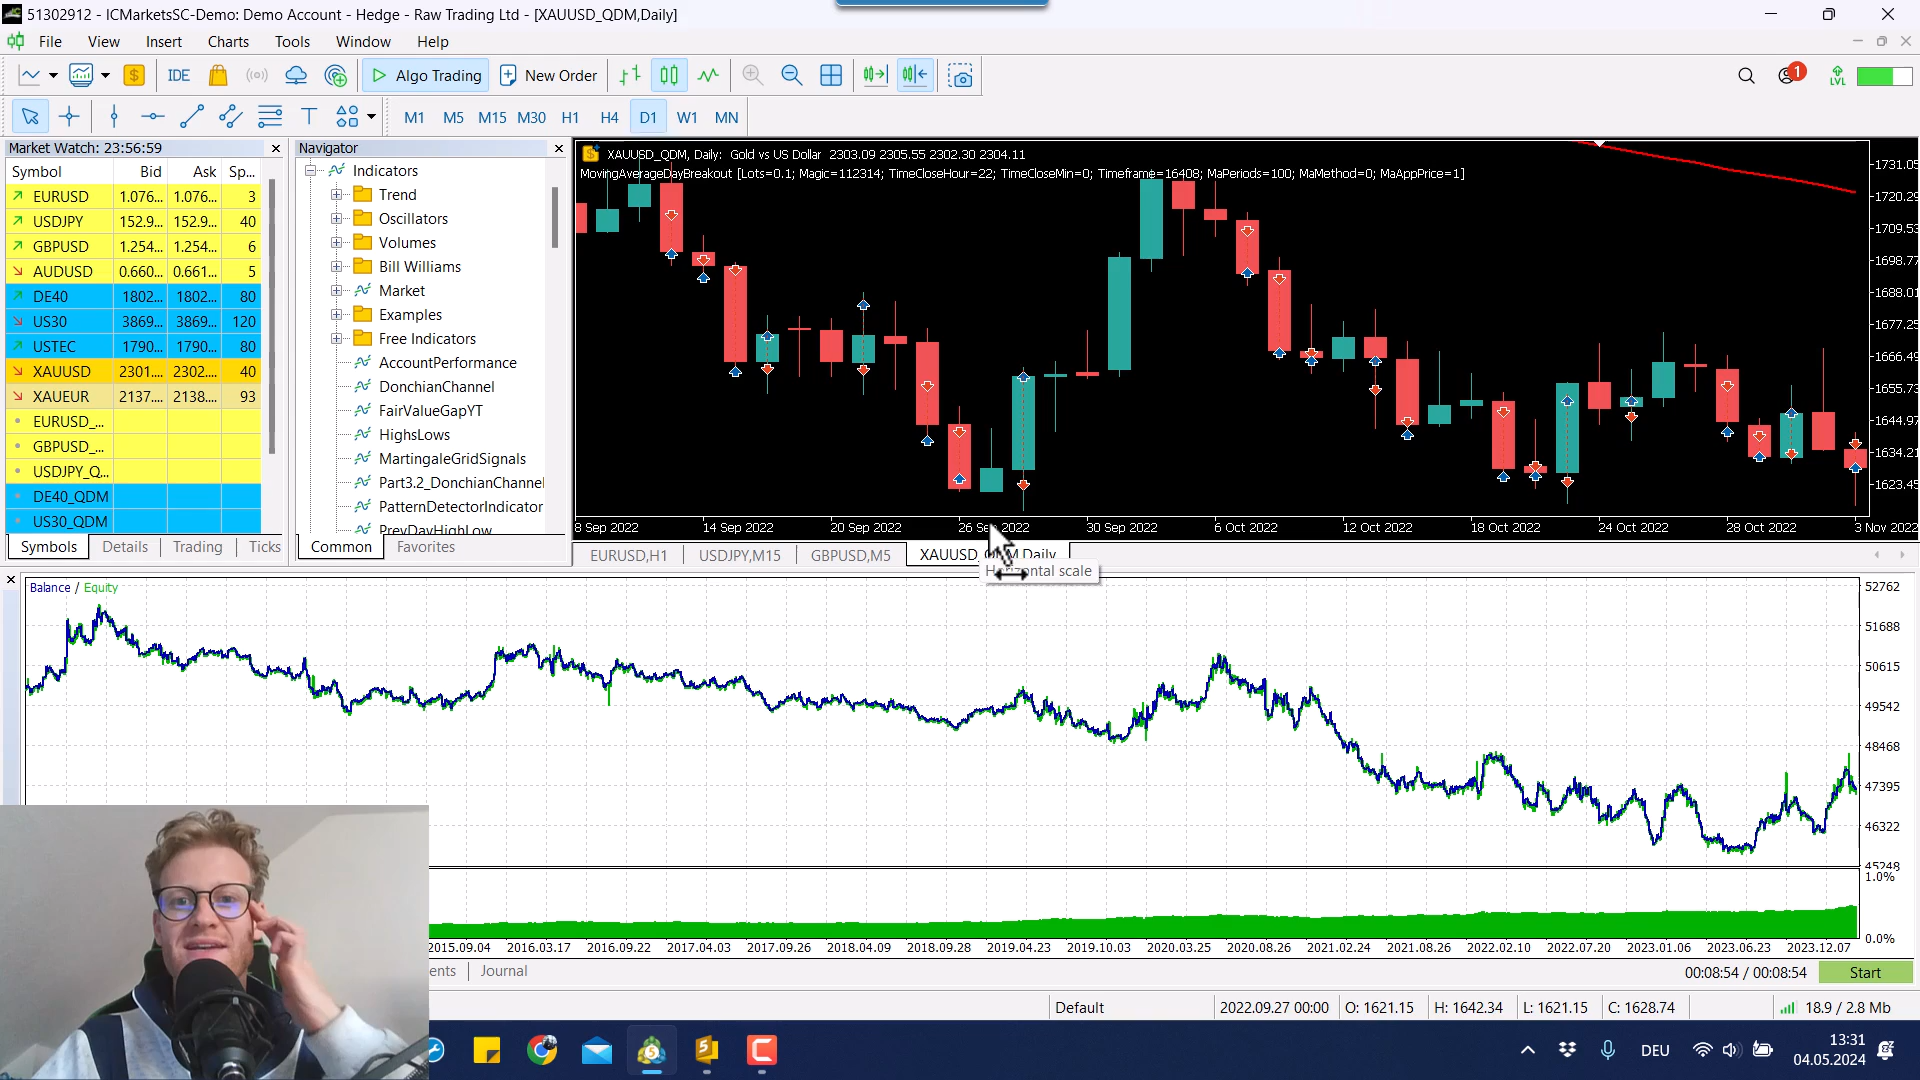 51302912 - ICMarketsSC-Demo: Demo Account - Hedge - Raw Trading Ltd - [XAUUSD_QDM,Daily]
File View Insert Charts Tools Window Help
IDE Algo Trading New Order 1 LVL
M1 M5 M15 M30 H1 H4 D1 W1 MN
Market Watch: 23:56:59
Symbol Bid Ask Sp...
EURUSD 1.076... 1.076... 3
USDJPY 152.9... 152.9... 40
GBPUSD 1.254... 1.254... 6
AUDUSD 0.660... 0.661... 5
DE40 1802... 1802... 80
US30 3869... 3869... 120
USTEC 1790... 1790... 80
XAUUSD 2301.... 2302.... 40
XAUEUR 2137.... 2138.... 93
EURUSD_...
GBPUSD_...
USDJPY_Q...
DE40_QDM
US30_QDM
Symbols Details Trading Ticks
Navigator
Indicators
Trend
Oscillators
Volumes
Bill Williams
Market
Examples
Free Indicators
AccountPerformance
DonchianChannel
FairValueGapYT
HighsLows
MartingaleGridSignals
Part3.2_DonchianChannel
PatternDetectorIndicator
PrevDayHighLow
Common Favorites
XAUUSD_QDM, Daily: Gold vs US Dollar 2303.09 2305.55 2302.30 2304.11
MovingAverageDayBreakout [Lots=0.1; Magic=112314; TimeCloseHour=22; TimeCloseMin=0; Timeframe=16408; MaPeriods=100; MaMethod=0; MaAppPrice=1]
1731.05
1720.29
1709.53
1698.77
1688.01
1677.25
1666.49
1655.73
1644.97
1634.21
1623.45
8 Sep 2022 14 Sep 2022 20 Sep 2022 26 Sep 2022 30 Sep 2022 6 Oct 2022 12 Oct 2022 18 Oct 2022 24 Oct 2022 28 Oct 2022 3 Nov 2022
EURUSD,H1 USDJPY,M15 GBPUSD,M5 XAUUSD_QDM,Daily
Horizontal scale
Balance / Equity
52762
51688
50615
49542
48468
47395
46322
45248
1.0%
0.0%
2015.09.04 2016.03.17 2016.09.22 2017.04.03 2017.09.26 2018.04.09 2018.09.28 2019.04.23 2019.10.03 2020.03.25 2020.08.26 2021.02.24 2021.08.26 2022.02.10 2022.07.20 2023.01.06 2023.06.23 2023.12.07
ents Journal 00:08:54 / 00:08:54 Start
Default 2022.09.27 00:00 O: 1621.15 H: 1642.34 L: 1621.15 C: 1628.74 18.9 / 2.8 Mb
DEU 13:31
04.05.2024